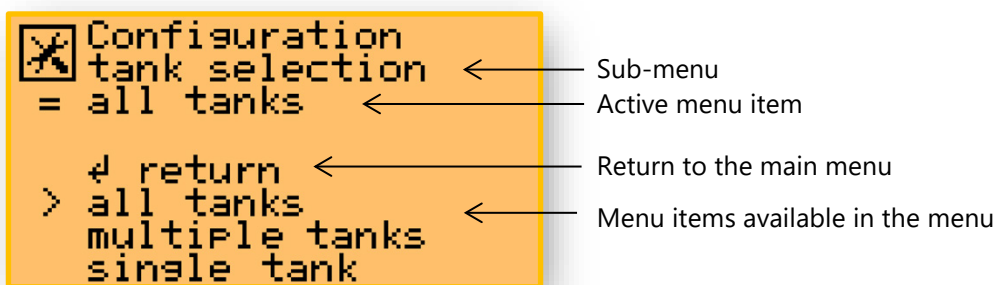 Configuration
tank selection
= all tanks
↲ return
> all tanks
multiple tanks
single tank
Sub-menu
Active menu item
Return to the main menu
Menu items available in the menu